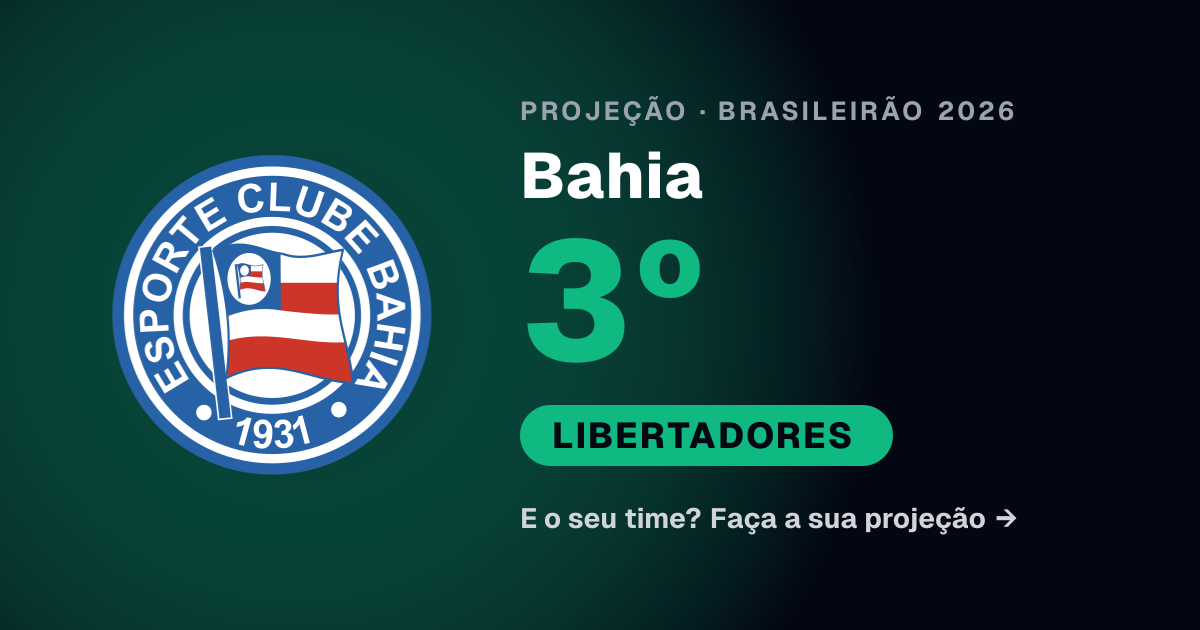 ESPORTE CLUBE BAHIA
1931
PROJEÇÃO · BRASILEIRÃO 2026
Bahia
3º
LIBERTADORES
E o seu time? Faça a sua projeção →